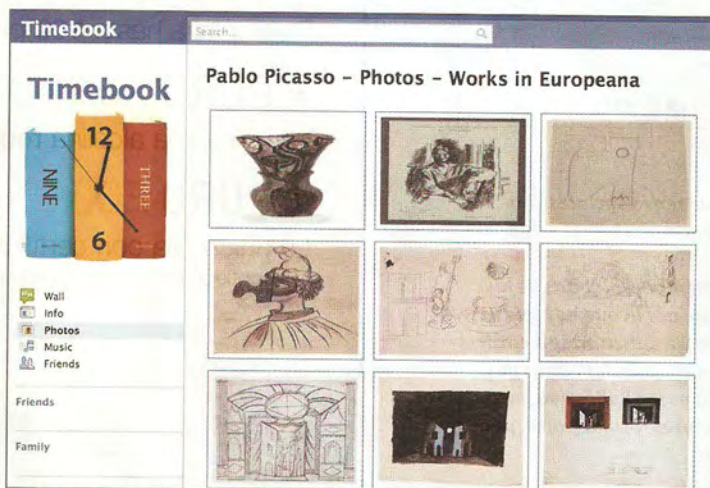 Timebook
Search...
Timebook
Pablo Picasso – Photos – Works in Europeana
12
NINE
THREE
6
Wall
Info
Photos
Music
Friends
Friends
Family